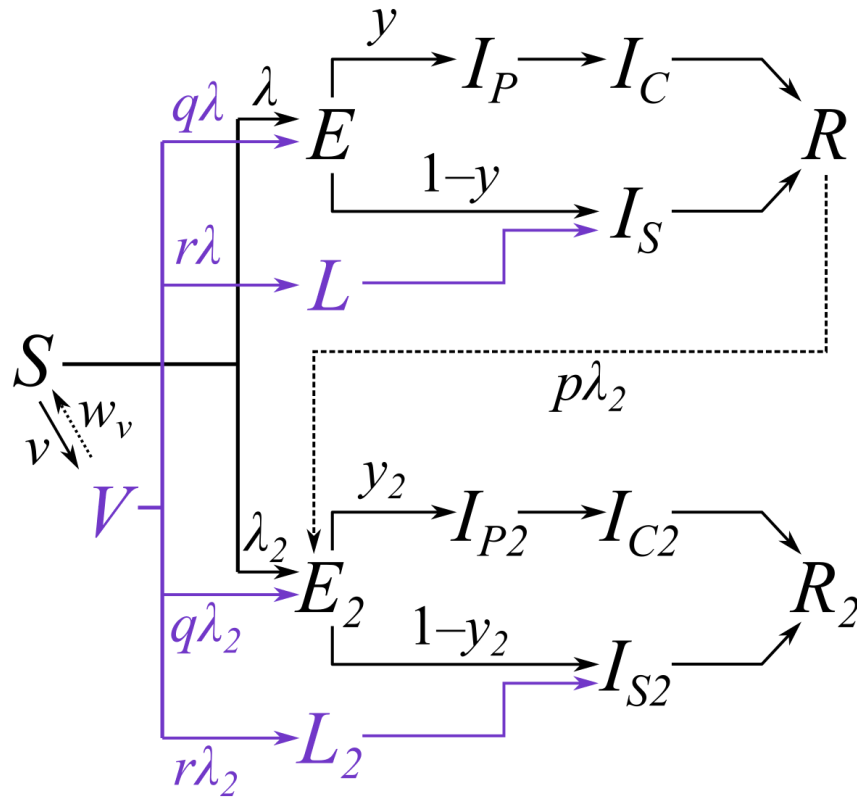 y
I_P
I_C
λ
qλ
E
R
1–y
I_S
rλ
L
S
pλ_2
w_v
v
V
y_2
I_P2
I_C2
λ_2
E_2
R_2
qλ_2
1–y_2
I_S2
L_2
rλ_2